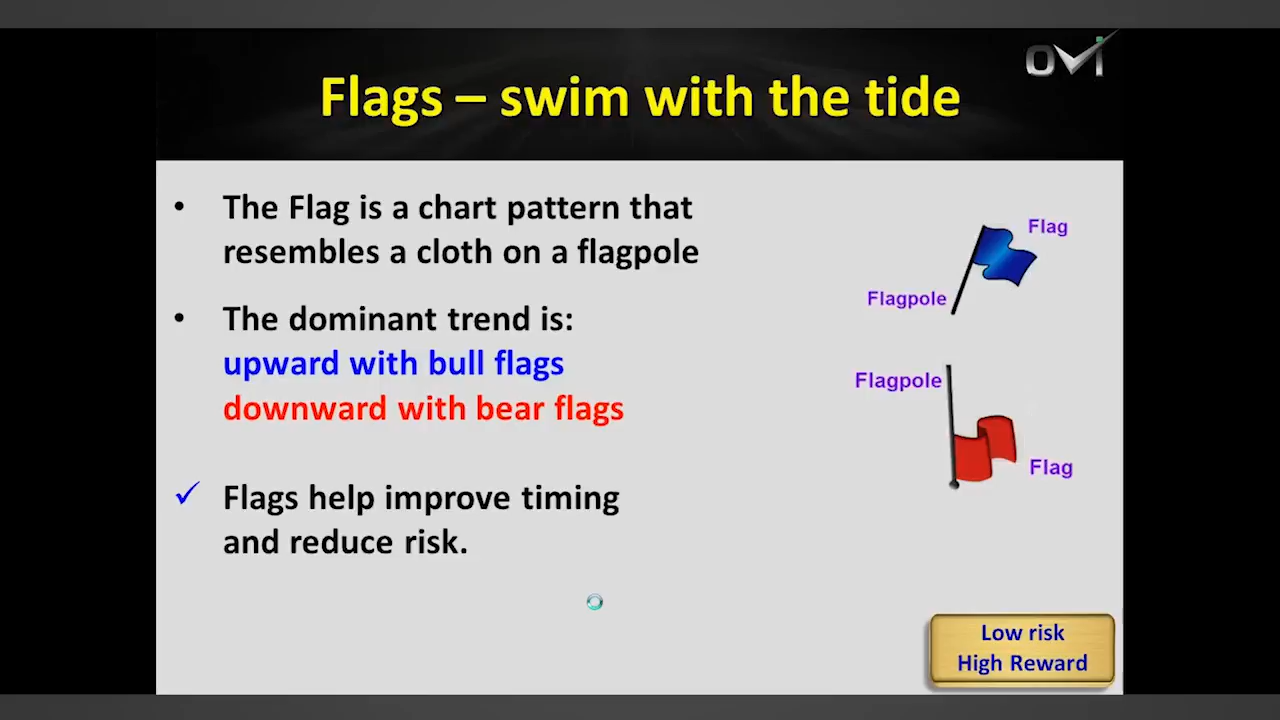 OVI
Flags – swim with the tide
• The Flag is a chart pattern that
resembles a cloth on a flagpole
• The dominant trend is:
upward with bull flags
downward with bear flags
✓ Flags help improve timing
and reduce risk.
Flag
Flagpole
Flagpole
Flag
Low risk
High Reward